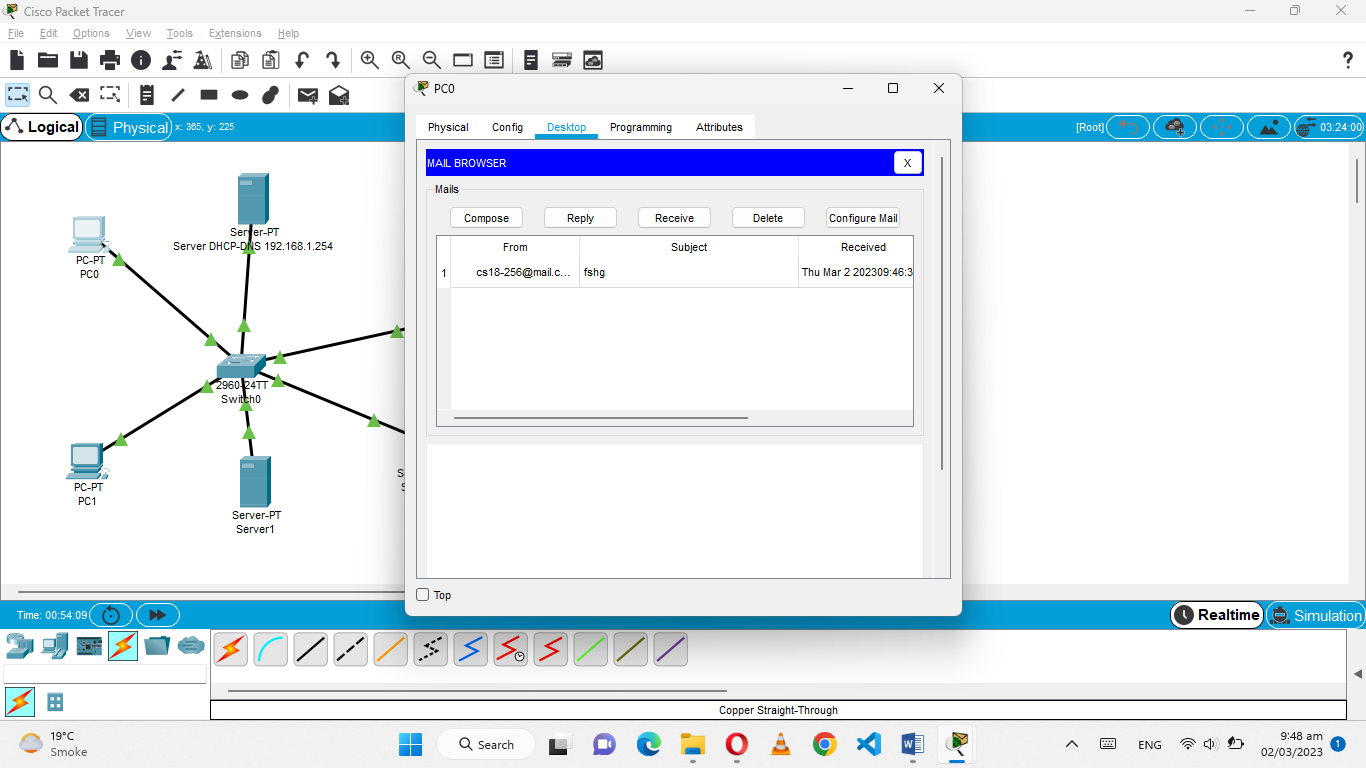 Cisco Packet Tracer
File Edit Options View Tools Extensions Help
PC0
Logical Physical x: 365, y: 225 [Root] 03:24:00
Physical Config Desktop Programming Attributes
MAIL BROWSER X
Mails
Compose Reply Receive Delete Configure Mail
From Subject Received
1 cs18-256@mail.c... fshg Thu Mar 2 202309:46:3
Server-PT
Server DHCP-DNS 192.168.1.254
PC-PT
PC0
2960-24TT
Switch0
PC-PT
PC1
S
S
Server-PT
Server1
Top
Time: 00:54:09 Realtime Simulation
Copper Straight-Through
19°C
Smoke
Search
ENG
9:48 am
02/03/2023
1